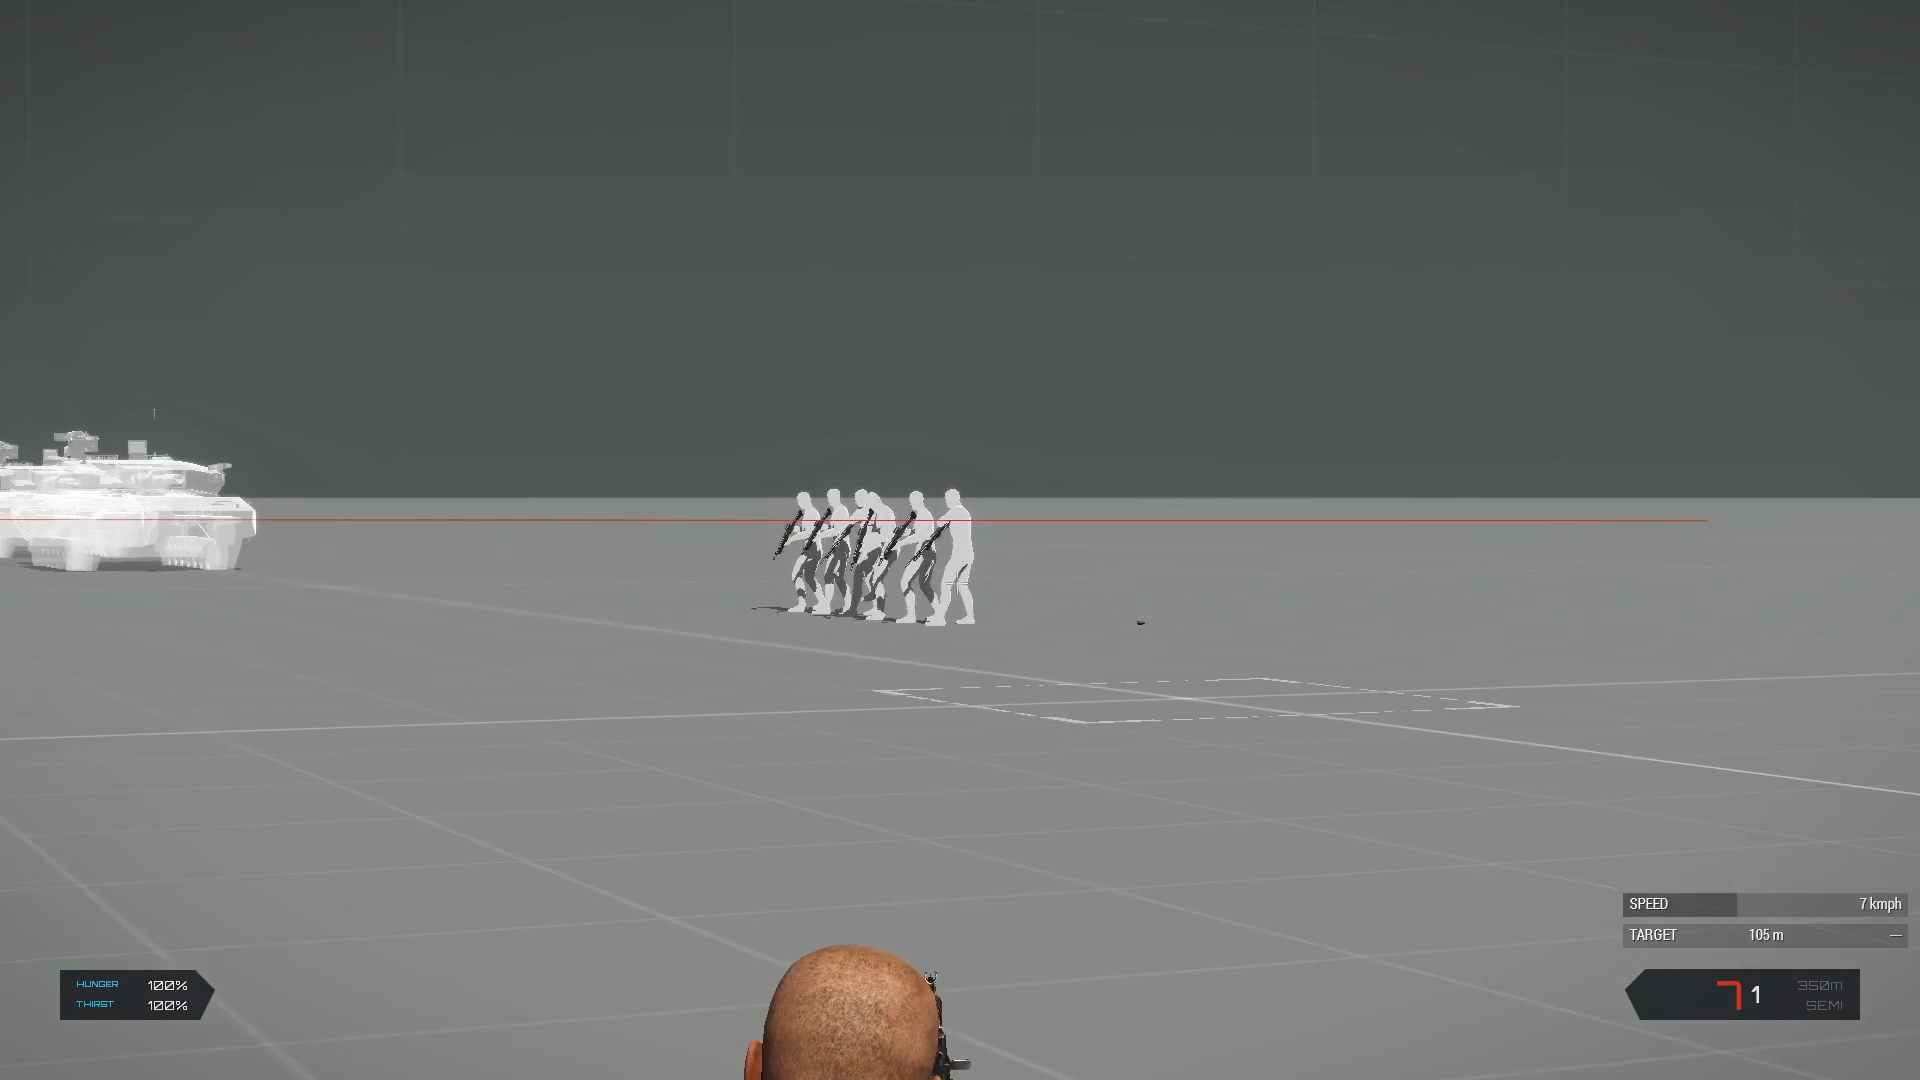 SPEED 7 kmph
TARGET 105 m ---
HUNGER 100%
THIRST 100%
1 350m
SEMI